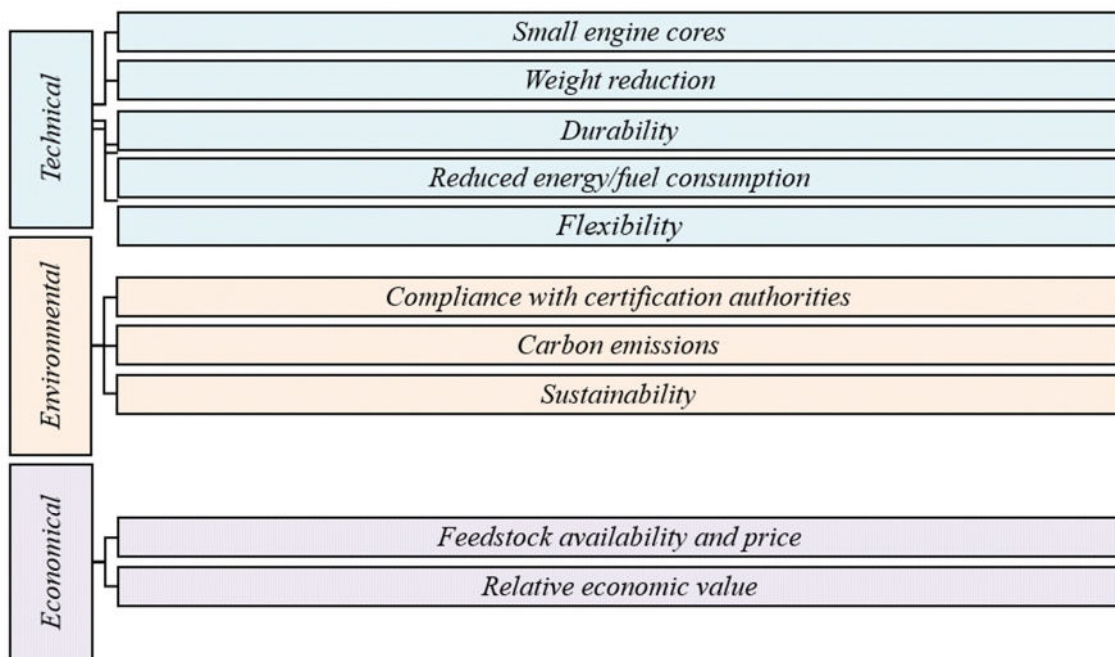 Technical
Small engine cores
Weight reduction
Durability
Reduced energy/fuel consumption
Flexibility
Environmental
Compliance with certification authorities
Carbon emissions
Sustainability
Economical
Feedstock availability and price
Relative economic value